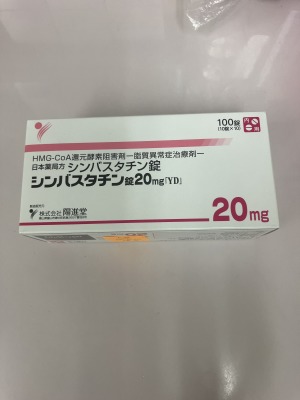 100錠
(10錠×10)
内
用
HMG-CoA還元酵素阻害剤―脂質異常症治療剤―
日本薬局方 シンバスタチン錠
シンバスタチン錠20mg「YD」
20mg
株式会社 陽進堂